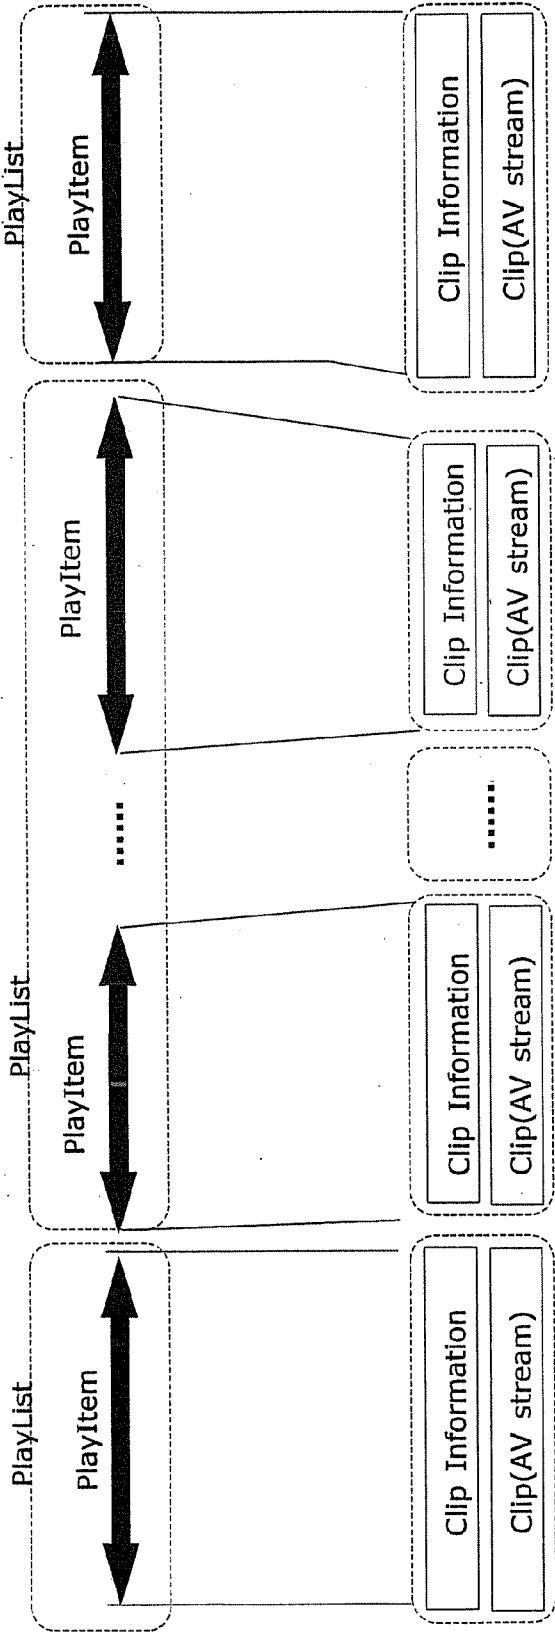 PlayList
PlayItem
PlayList
PlayItem
......
PlayItem
PlayList
PlayItem
Clip Information
Clip(AV stream)
Clip Information
Clip(AV stream)
......
Clip Information
Clip(AV stream)
Clip Information
Clip(AV stream)